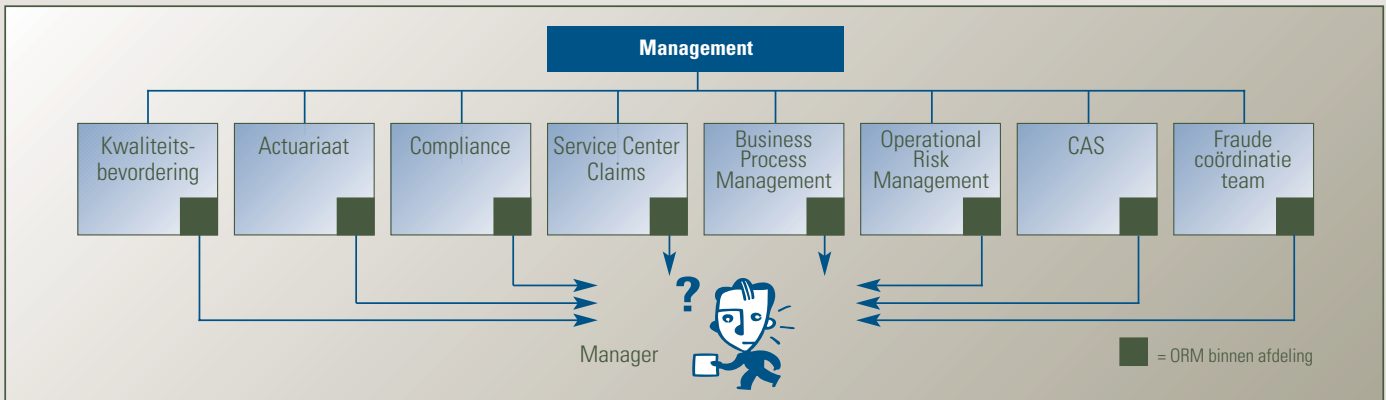 Management
Kwaliteits-
bevordering
Actuariaat
Compliance
Service Center
Claims
Business
Process
Management
Operational
Risk
Management
CAS
Fraude
coördinatie
team
?
Manager
= ORM binnen afdeling